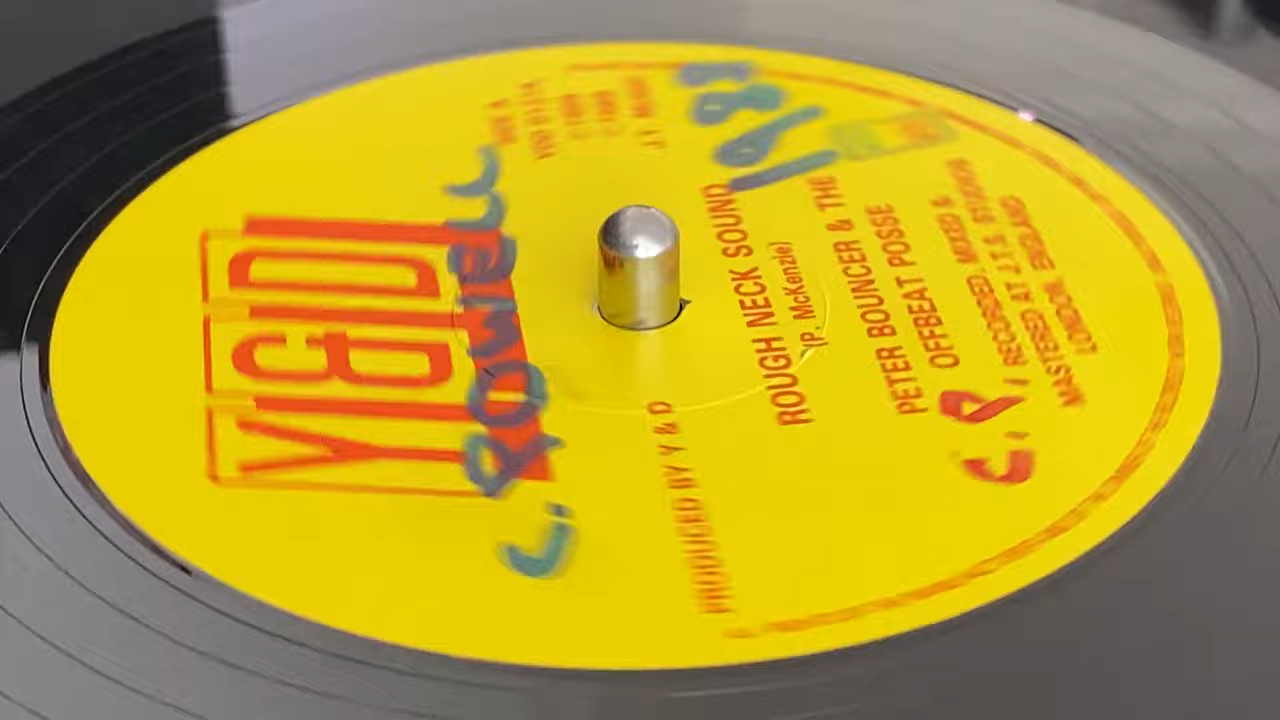 Y&D
C. POWELL
1989
PRODUCED BY Y & D
ROUGH NECK SOUND
(P. McKenzie)
PETER BOUNCER & THE
OFFBEAT POSSE
RECORDED, MIXED &
MASTERED AT J.T.S. STUDIOS
LONDON, ENGLAND
C.P.